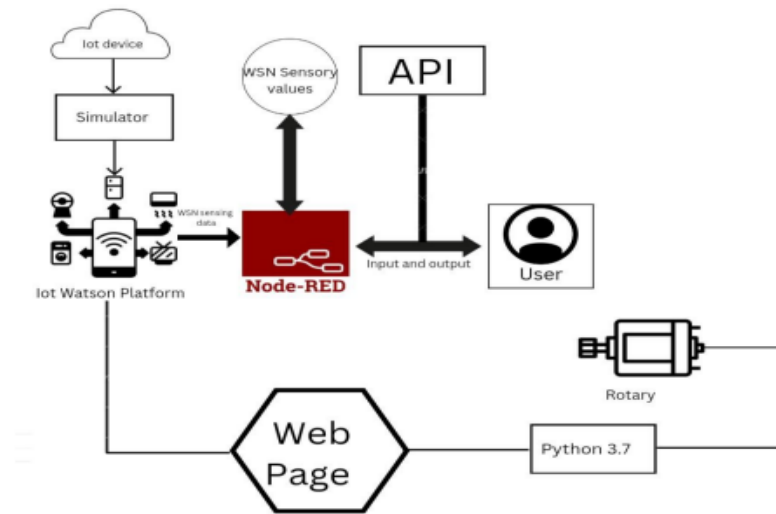 Iot device
Simulator
WSN Sensory
values
API
WSN sensing
data
Iot Watson Platform
Node-RED
Input and output
User
Rotary
Web
Page
Python 3.7